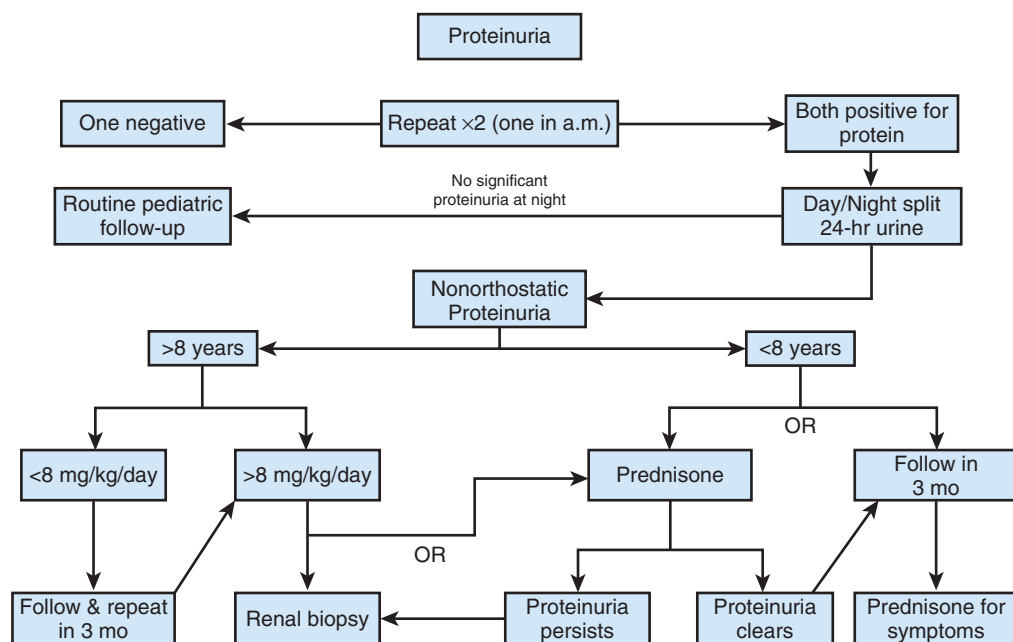 Proteinuria
One negative
Repeat ×2 (one in a.m.)
Both positive for
protein
No significant
proteinuria at night
Routine pediatric
follow-up
Day/Night split
24-hr urine
Nonorthostatic
Proteinuria
>8 years
<8 years
OR
<8 mg/kg/day
>8 mg/kg/day
Prednisone
Follow in
3 mo
OR
Follow & repeat
in 3 mo
Renal biopsy
Proteinuria
persists
Proteinuria
clears
Prednisone for
symptoms